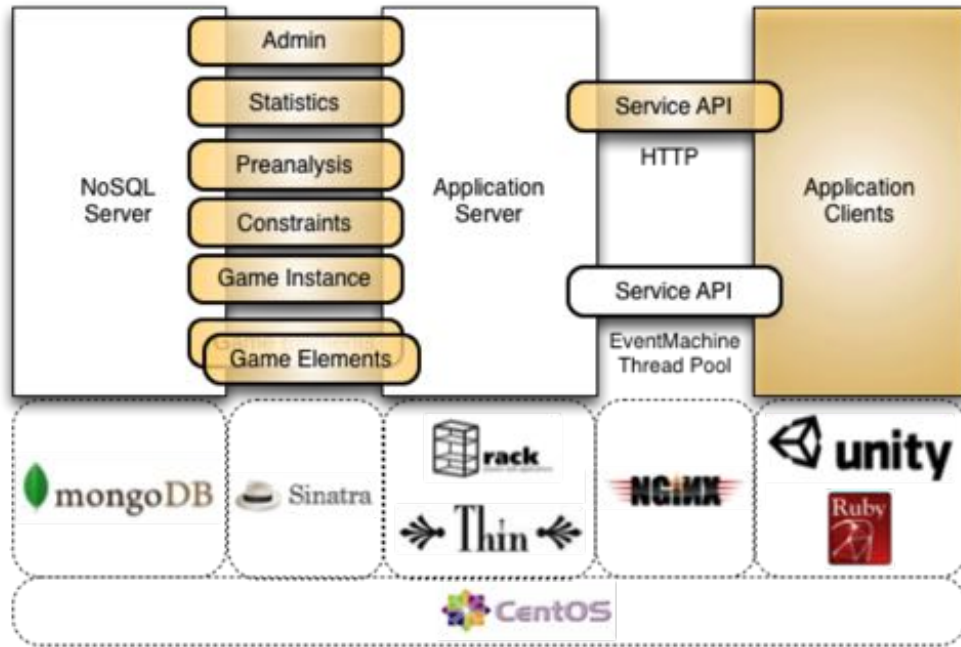 Admin
Statistics
Preanalysis
Constraints
Game Instance
Game Elements
NoSQL
Server
Application
Server
Service API
HTTP
Service API
EventMachine
Thread Pool
Application
Clients
mongoDB
Sinatra
rack
Thin
NGiNX
unity
Ruby
CentOS